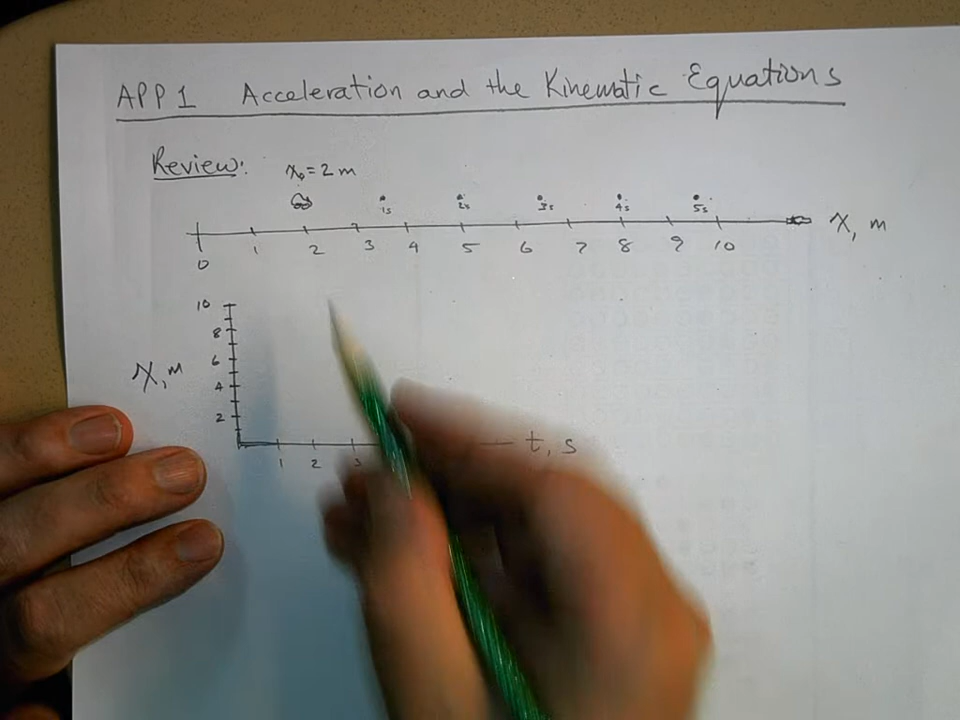 APP 1 Acceleration and the Kinematic Equations
Review:
x₀ = 2 m
1s 2s 3s 4s 5s
0 1 2 3 4 5 6 7 8 9 10 X, m
10
8
6
4
2
X, m
1 2 3 t, s